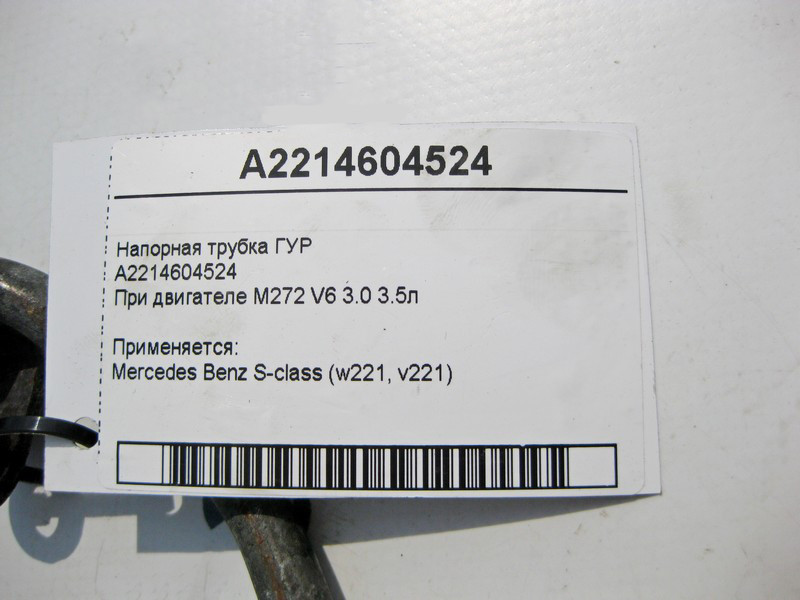 A2214604524
Напорная трубка ГУР
A2214604524
При двигателе M272 V6 3.0 3.5л
Применяется:
Mercedes Benz S-class (w221, v221)